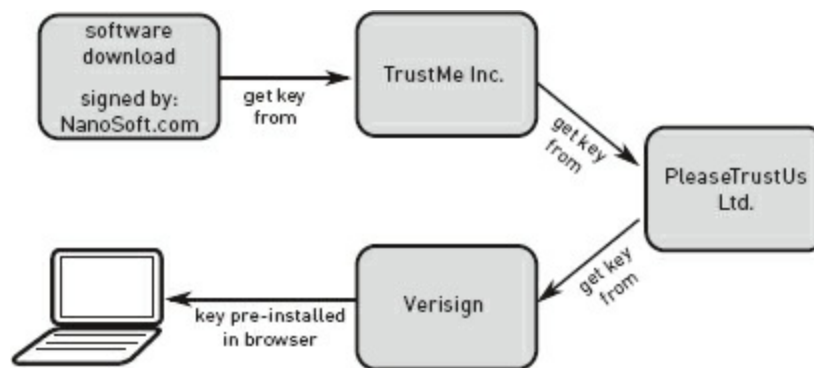 software
download
signed by:
NanoSoft.com
get key
from
TrustMe Inc.
get key
from
PleaseTrustUs
Ltd.
get key
from
Verisign
key pre-installed
in browser